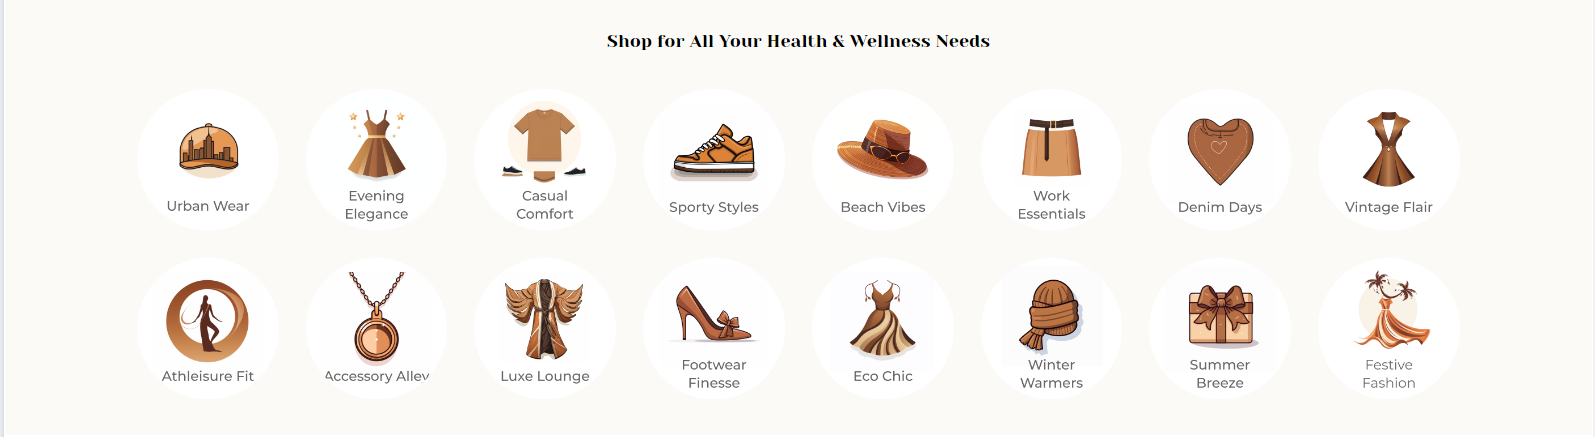 Shop for All Your Health & Wellness Needs
Urban Wear
Evening
Elegance
Casual
Comfort
Sporty Styles
Beach Vibes
Work
Essentials
Denim Days
Vintage Flair
Athleisure Fit
Accessory Alley
Luxe Lounge
Footwear
Finesse
Eco Chic
Winter
Warmers
Summer
Breeze
Festive
Fashion